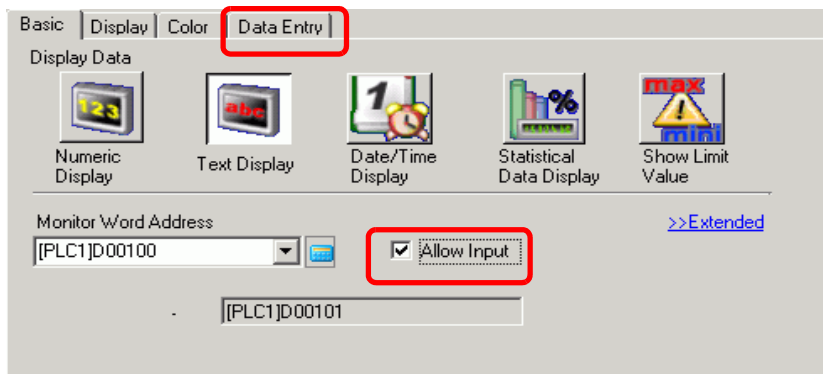 Basic Display Color Data Entry
Display Data
123 abc 1 % max mini
Numeric Display Text Display Date/Time Display Statistical Data Display Show Limit Value
Monitor Word Address >>Extended
[PLC1]D00100 Allow Input
- [PLC1]D00101